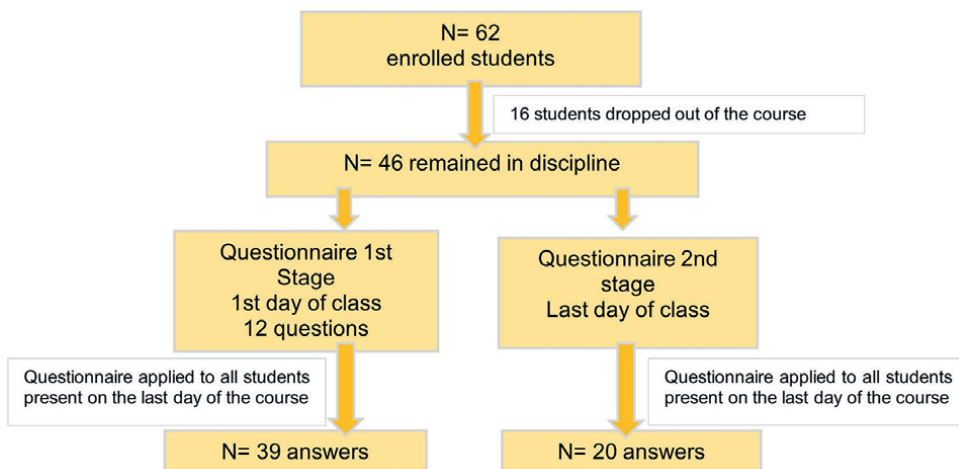 N= 62
enrolled students
16 students dropped out of the course
N= 46 remained in discipline
Questionnaire 1st
Stage
1st day of class
12 questions
Questionnaire 2nd
stage
Last day of class
Questionnaire applied to all students
present on the last day of the course
Questionnaire applied to all students
present on the last day of the course
N= 39 answers
N= 20 answers